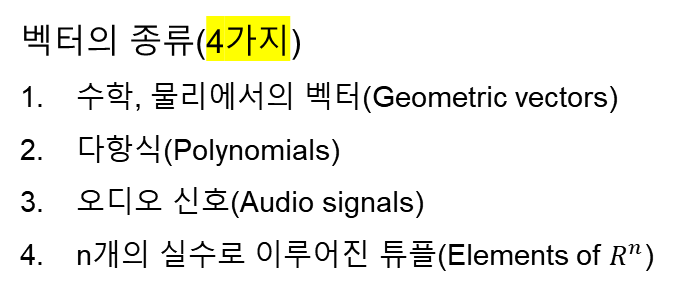 벡터의 종류(4가지)
1. 수학, 물리에서의 벡터(Geometric vectors)
2. 다항식(Polynomials)
3. 오디오 신호(Audio signals)
4. n개의 실수로 이루어진 튜플(Elements of Rⁿ)